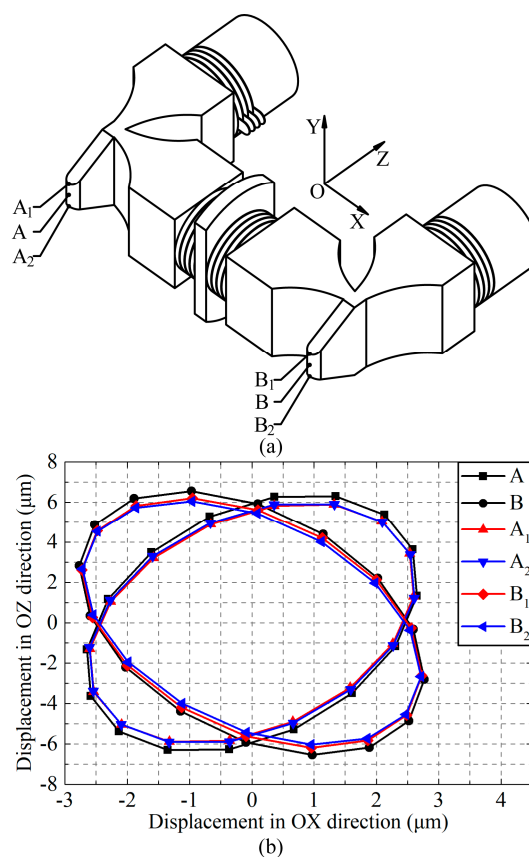 Y
Z
O
X
A1
A
A2
B1
B
B2
(a)
8
6
4
2
0
-2
-4
-6
-8
-3
-2
-1
0
1
2
3
4
Displacement in OZ direction (μm)
Displacement in OX direction (μm)
A
B
A1
A2
B1
B2
(b)